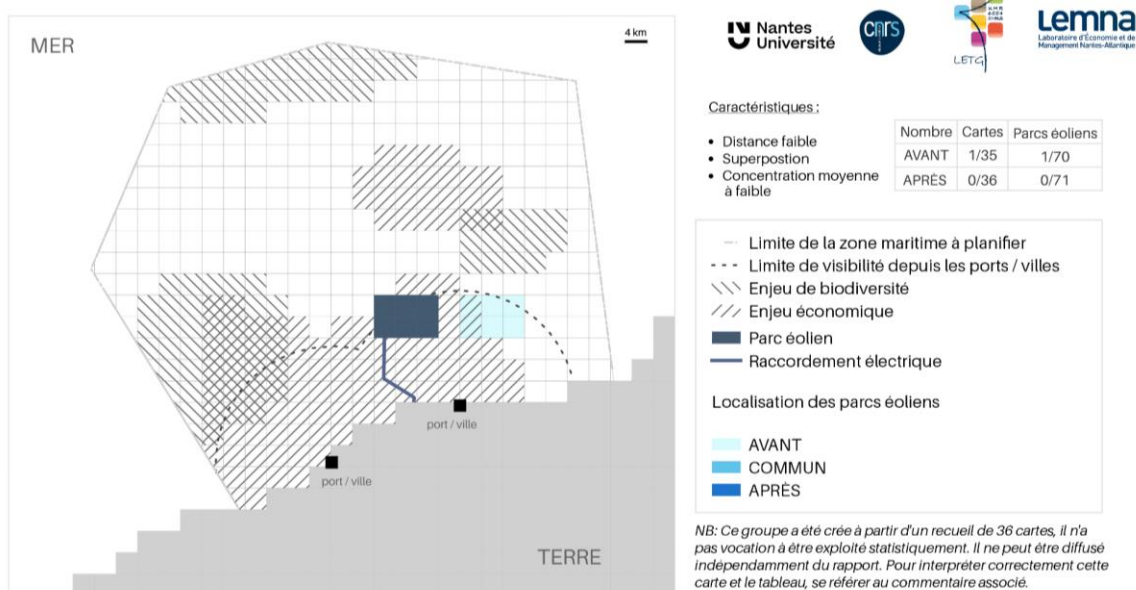 MER
4 km
Nantes
Université
cnrs
LETG
Lemna
Laboratoire d'Économie et de
Management Nantes-Atlantique
Caractéristiques :
• Distance faible
• Superpostion
• Concentration moyenne
à faible
Nombre Cartes Parcs éoliens
AVANT 1/35 1/70
APRÈS 0/36 0/71
Limite de la zone maritime à planifier
Limite de visibilité depuis les ports / villes
Enjeu de biodiversité
Enjeu économique
Parc éolien
Raccordement électrique
Localisation des parcs éoliens
AVANT
COMMUN
APRÈS
port / ville
port / ville
TERRE
NB: Ce groupe a été crée à partir d'un recueil de 36 cartes, il n'a
pas vocation à être exploité statistiquement. Il ne peut être diffusé
indépendamment du rapport. Pour interpréter correctement cette
carte et le tableau, se référer au commentaire associé.